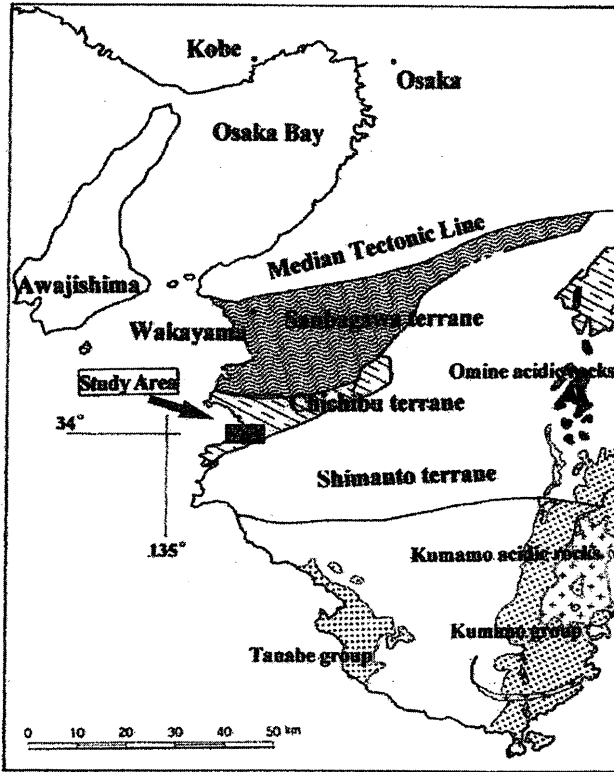 Kobe
Osaka
Osaka Bay
Median Tectonic Line
Awajishima
Wakayama
Sanbagawa terrane
Study Area
Omine acidic rocks
Chichibu terrane
34°
Shimanto terrane
135°
Kumamo acidic rocks
Kumano group
Tanabe group
0 10 20 30 40 50 km